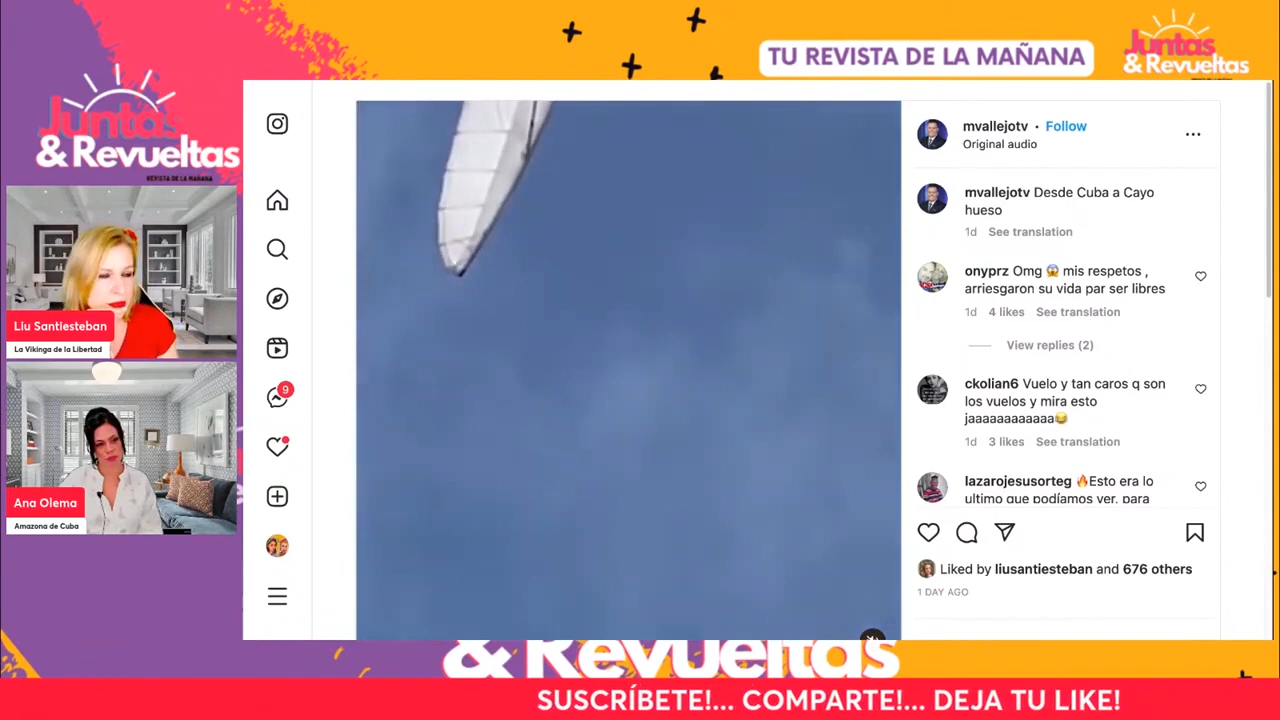 TU REVISTA DE LA MAÑANA
Juntas
& Revueltas
Juntas
& Revueltas
REVISTA DE LA MAÑANA
Liu Santiesteban
La Vikinga de la Libertad
Ana Olema
Amazona de Cuba
9
mvallejotv • Follow
Original audio
mvallejotv Desde Cuba a Cayo
hueso
1d See translation
onyprz Omg 😱 mis respetos ,
arriesgaron su vida par ser libres
1d 4 likes See translation
View replies (2)
ckolian6 Vuelo y tan caros q son
los vuelos y mira esto
jaaaaaaaaaaaa😂
1d 3 likes See translation
lazarojesusorteg 🔥Esto era lo
ultimo que podíamos ver, para
Liked by liusantiesteban and 676 others
1 DAY AGO
& Revueltas
SUSCRÍBETE!... COMPARTE!... DEJA TU LIKE!